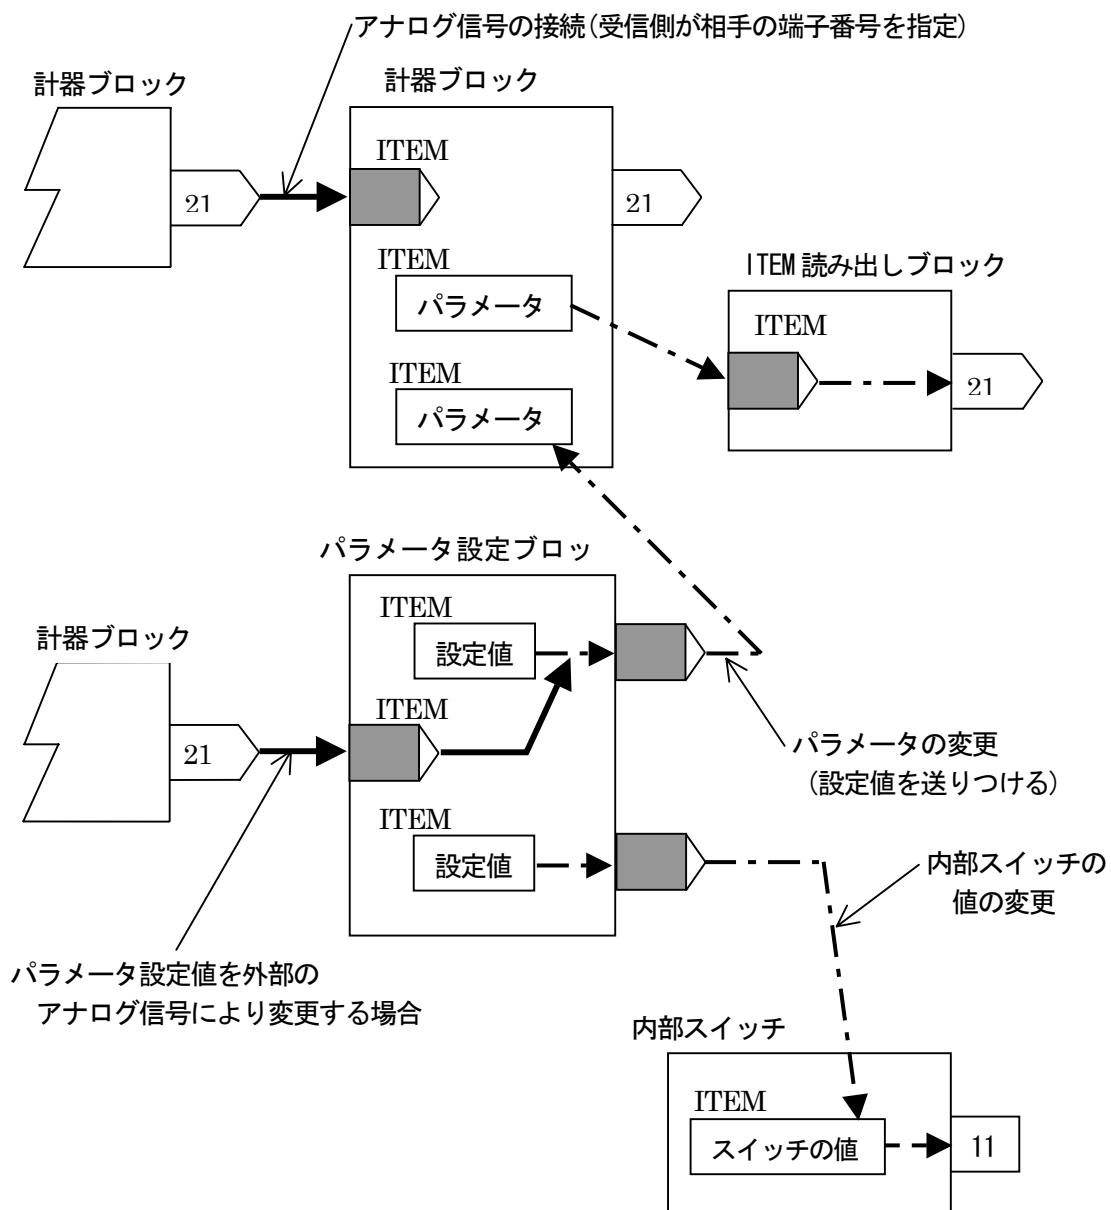 アナログ信号の接続(受信側が相手の端子番号を指定)
計器ブロック
計器ブロック
ITEM
21
21
ITEM
パラメータ
ITEM 読み出しブロック
ITEM
21
ITEM
パラメータ
パラメータ設定ブロッ
ITEM
設定値
計器ブロック
ITEM
21
パラメータの変更
(設定値を送りつける)
ITEM
設定値
内部スイッチの
値の変更
パラメータ設定値を外部の
アナログ信号により変更する場合
内部スイッチ
ITEM
スイッチの値
11